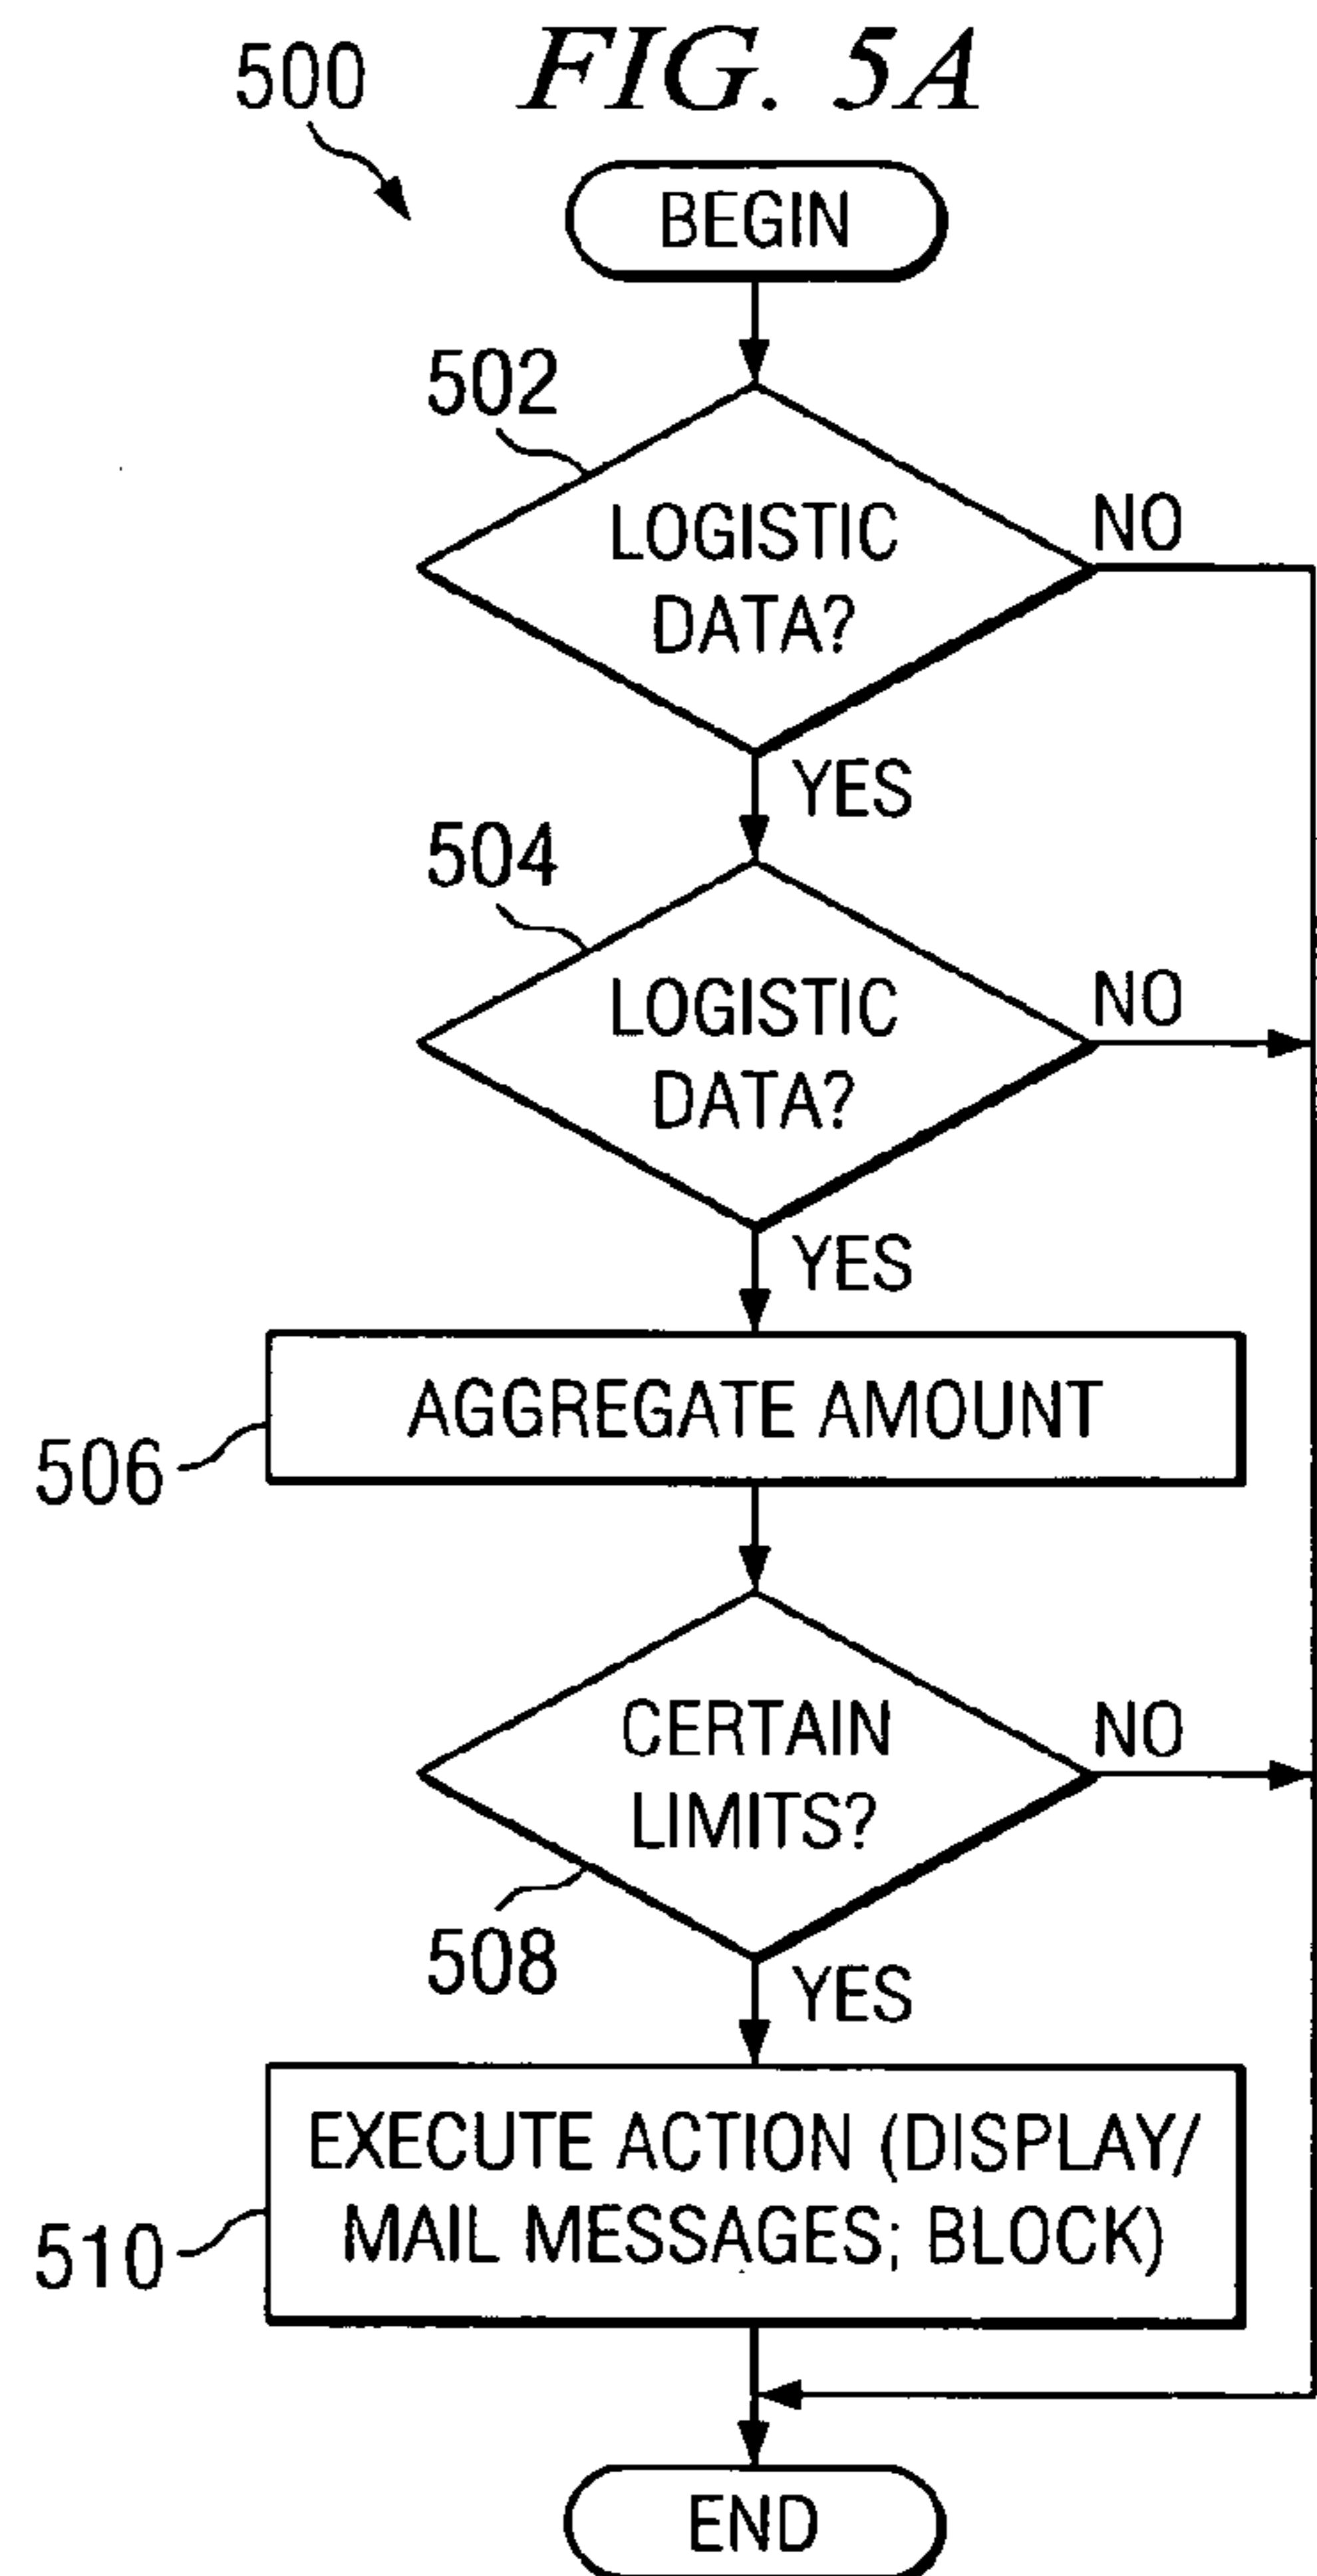 500
FIG. 5A
BEGIN
502
LOGISTIC
DATA?
NO
YES
504
LOGISTIC
DATA?
NO
YES
AGGREGATE AMOUNT
506
CERTAIN
LIMITS?
NO
508
YES
EXECUTE ACTION (DISPLAY/
MAIL MESSAGES; BLOCK)
510
END